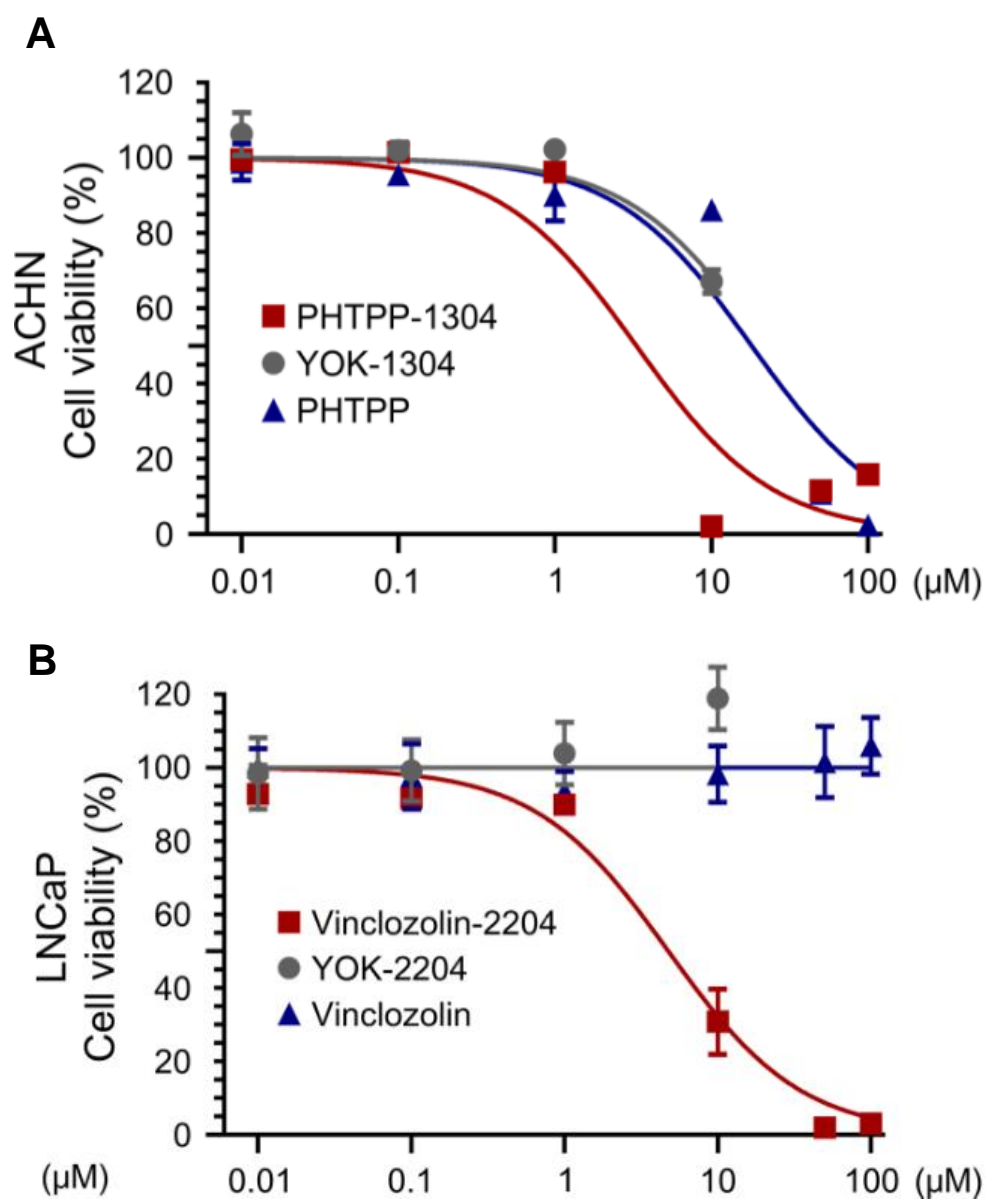 A
120
100
80
60
40
20
0
ACHN
Cell viability (%)
PHTPP-1304
YOK-1304
PHTPP
0.01 0.1 1 10 100 (μM)
B
120
100
80
60
40
20
0
LNCaP
Cell viability (%)
Vinclozolin-2204
YOK-2204
Vinclozolin
(μM) 0.01 0.1 1 10 100 (μM)